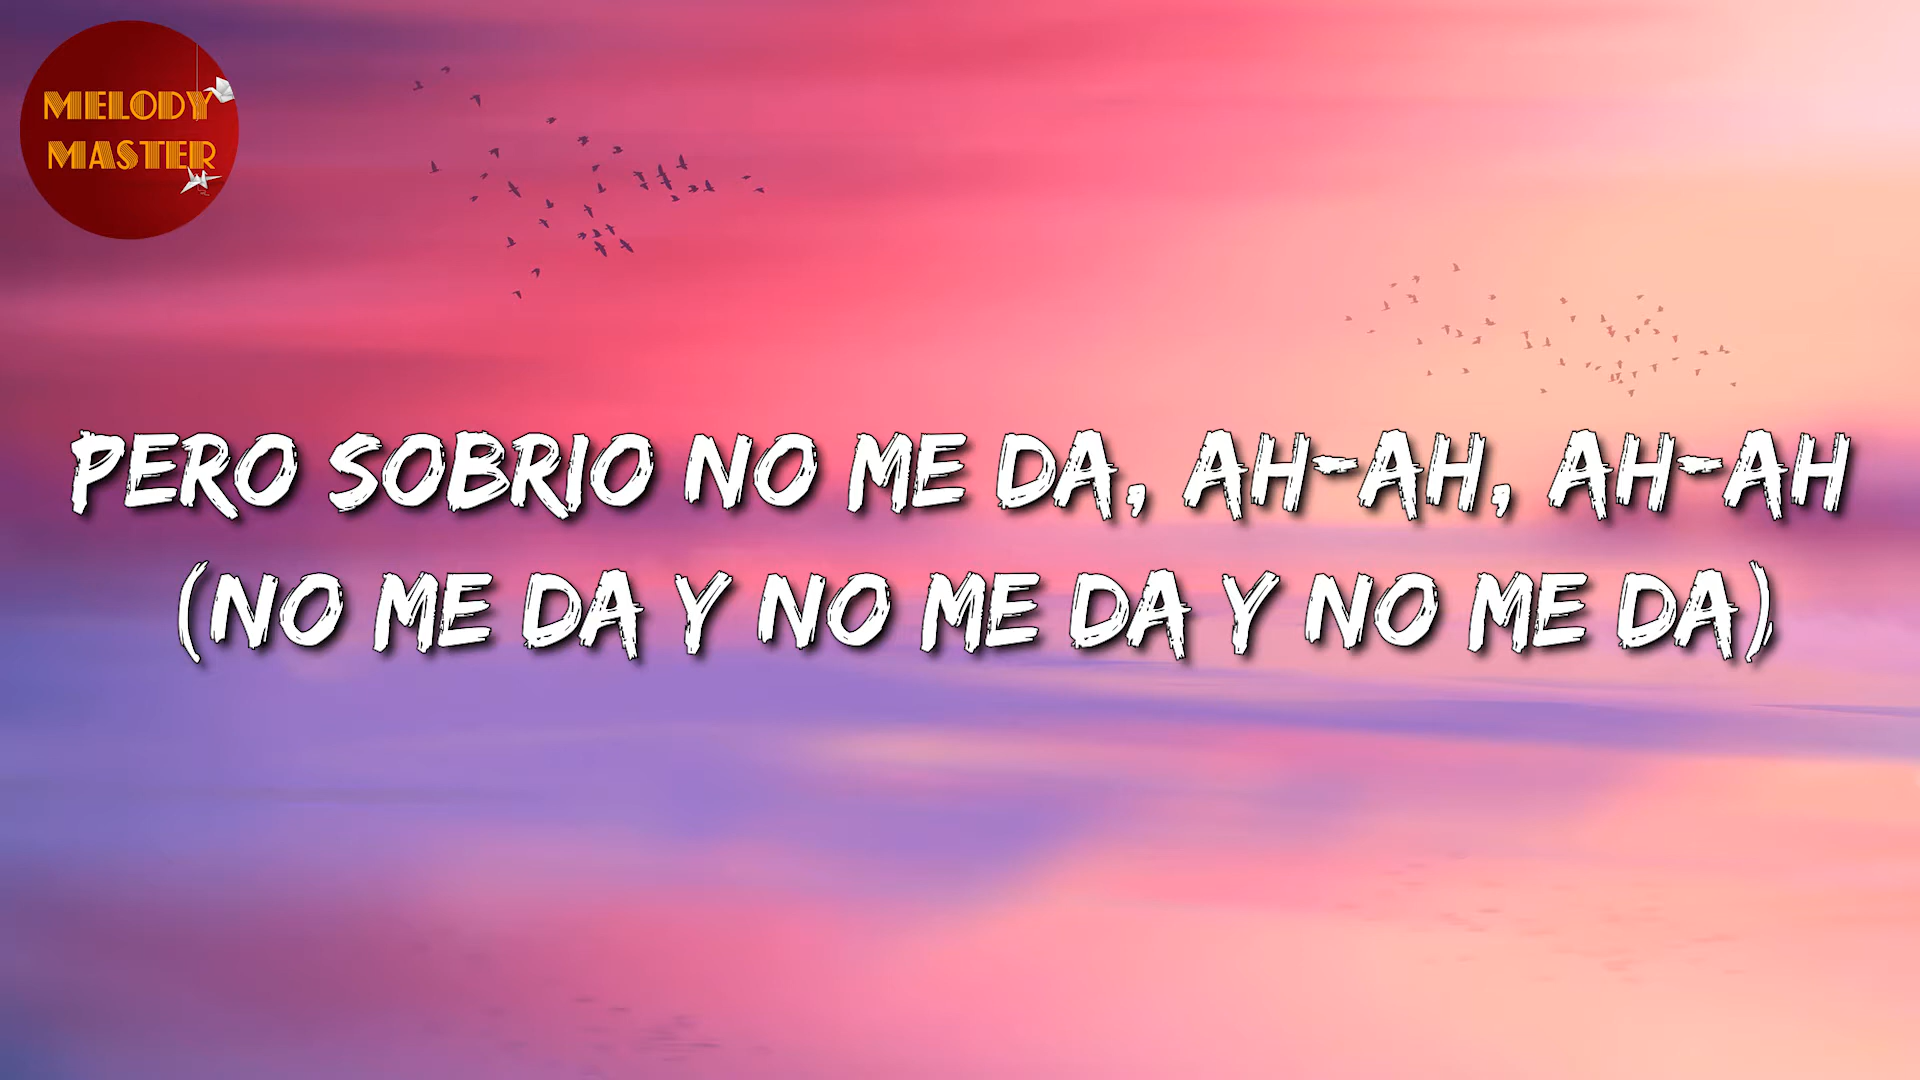 MELODY
MASTER
PERO SOBRIO NO ME DA, AH-AH, AH-AH
(NO ME DA Y NO ME DA Y NO ME DA)